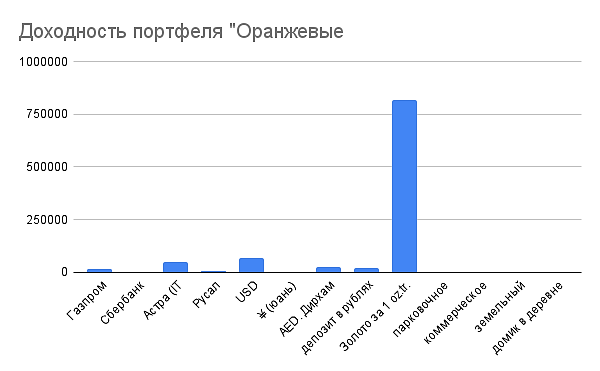 Доходность портфеля "Оранжевые
1000000
750000
500000
250000
0
Газпром
Сбербанк
Астра (IT
Русал
USD
¥ (юань)
AED. Дирхам
депозит в рублях
Золото за 1 oz.tr.
парковочное
коммерческое
земельный
домик в деревне